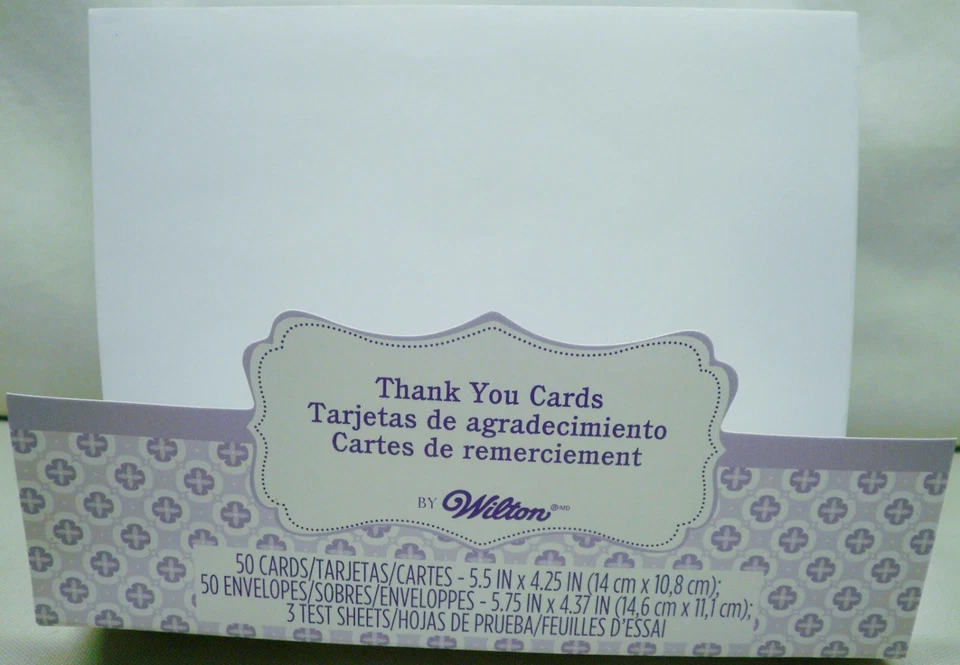 Thank You Cards
Tarjetas de agradecimiento
Cartes de remerciement
BY Wilton®MD
50 CARDS/TARJETAS/CARTES - 5.5 IN x 4.25 IN (14 cm x 10,8 cm);
50 ENVELOPES/SOBRES/ENVELOPPES - 5.75 IN x 4.37 IN (14,6 cm x 11,1 cm);
3 TEST SHEETS/HOJAS DE PRUEBA/FEUILLES D'ESSAI